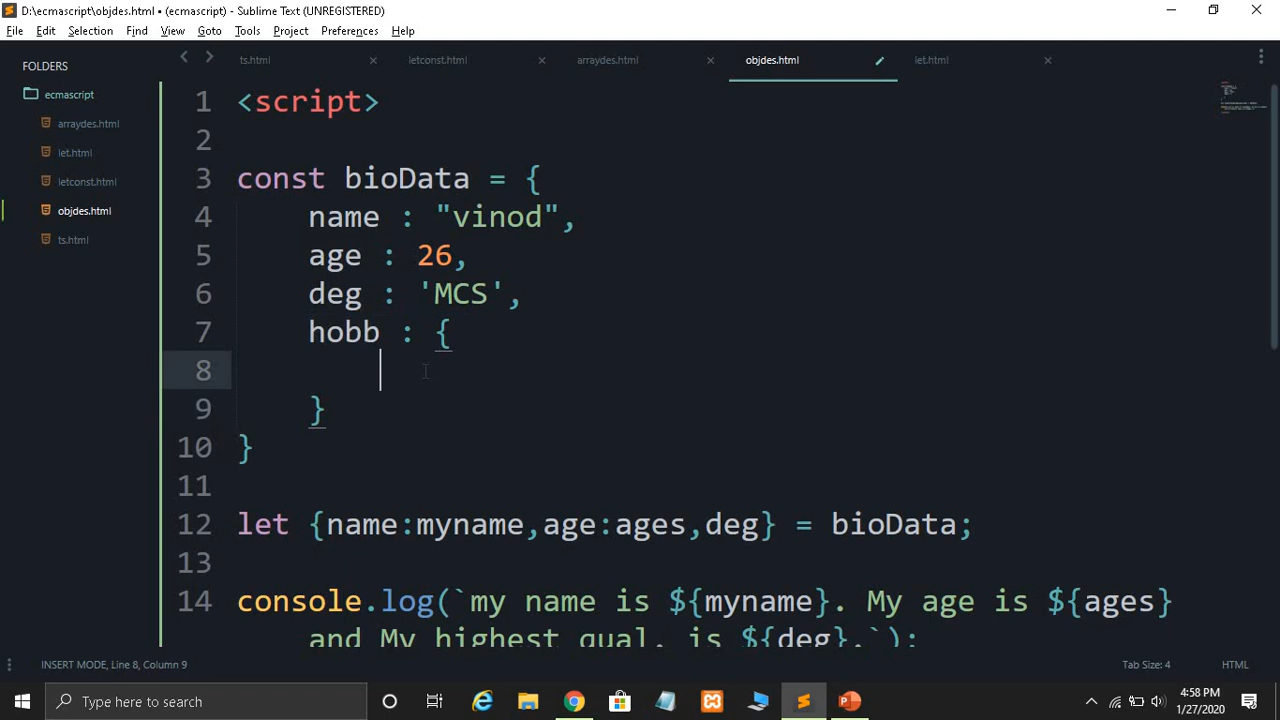 D:\ecmascript\objdes.html • (ecmascript) - Sublime Text (UNREGISTERED)
File Edit Selection Find View Goto Tools Project Preferences Help
FOLDERS
ecmascript
arraydes.html
let.html
letconst.html
objdes.html
ts.html
ts.html letconst.html arraydes.html objdes.html let.html
1 <script>
2
3 const bioData = {
4 name : "vinod",
5 age : 26,
6 deg : 'MCS',
7 hobb : {
8
9 }
10 }
11
12 let {name:myname,age:ages,deg} = bioData;
13
14 console.log(`my name is ${myname}. My age is ${ages}
and My highest qual. is ${deg}.`);
INSERT MODE, Line 8, Column 9 Tab Size: 4 HTML
Type here to search
4:58 PM
1/27/2020